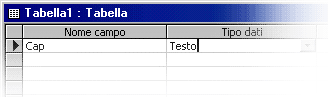 Tabella1 : Tabella
Nome campo Tipo dati
Cap Testo